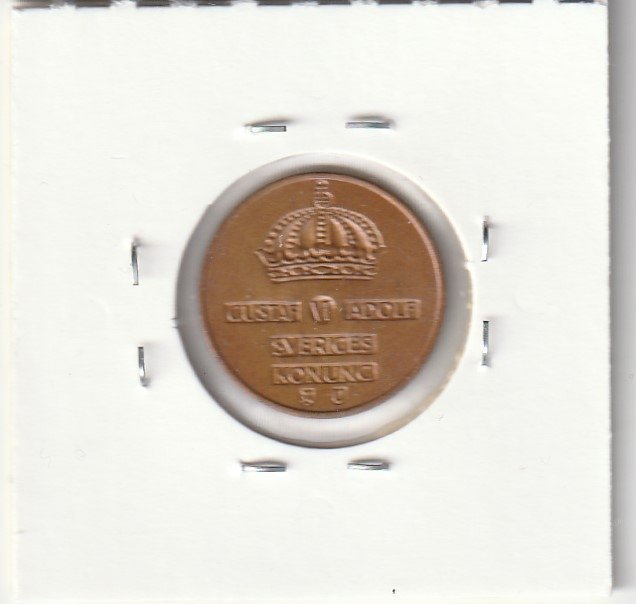 GUSTAF VI ADOLF
SVERIGES
KONUNG
U